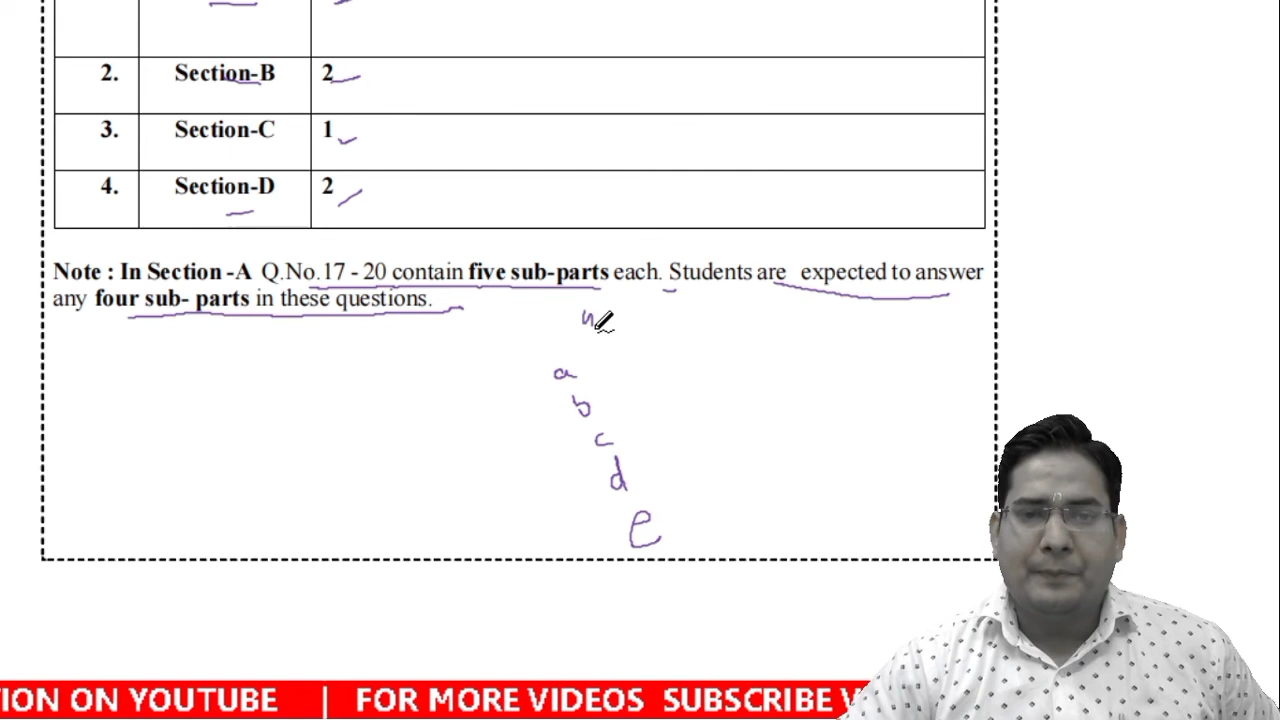 2. Section-B 2
3. Section-C 1
4. Section-D 2
Note : In Section -A Q.No.17 - 20 contain five sub-parts each. Students are expected to answer
any four sub- parts in these questions.
a
b
c
d
e
TION ON YOUTUBE | FOR MORE VIDEOS SUBSCRIBE